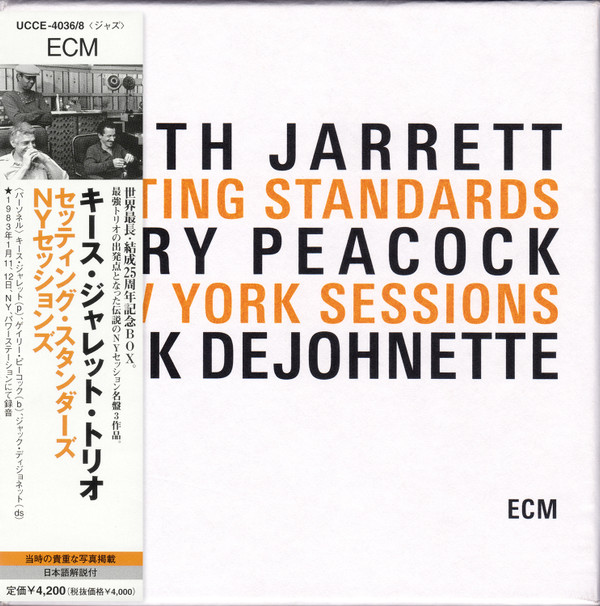 UCCE-4036/8〈ジャズ〉
ECM
世界最長・結成25周年記念BOX。
最強トリオの出発点となった伝説のNYセッション名盤3作品。
キース・ジャレット・トリオ
セッティング・スタンダーズ
NYセッションズ
〈パーソネル〉キース・ジャレット(p)、ゲイリー・ピーコック(b)、ジャック・ディジョネット(ds)
★1983年1月11、12日、NY、パワーステーションにて録音
当時の貴重な写真掲載
日本語解説付
定価¥4,200(税抜価格¥4,000)
TH JARRETT
TING STANDARDS
RY PEACOCK
YORK SESSIONS
K DEJOHNETTE
ECM